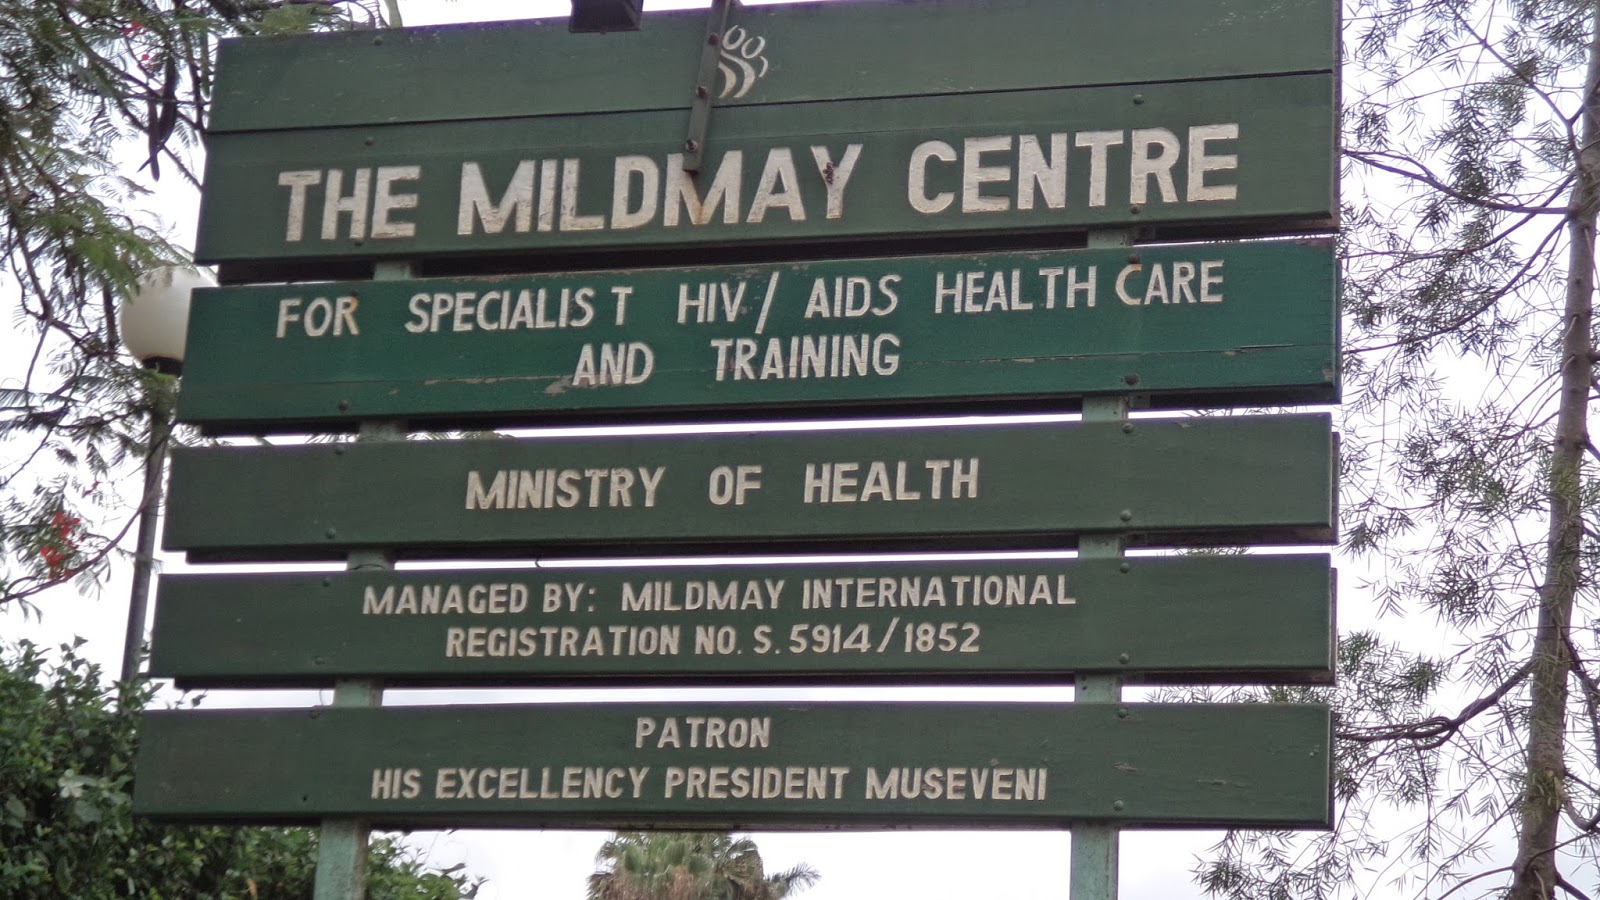 THE MILDMAY CENTRE
FOR SPECIALIST HIV/AIDS HEALTH CARE
AND TRAINING
MINISTRY OF HEALTH
MANAGED BY: MILDMAY INTERNATIONAL
REGISTRATION NO. S. 5914/1852
PATRON
HIS EXCELLENCY PRESIDENT MUSEVENI